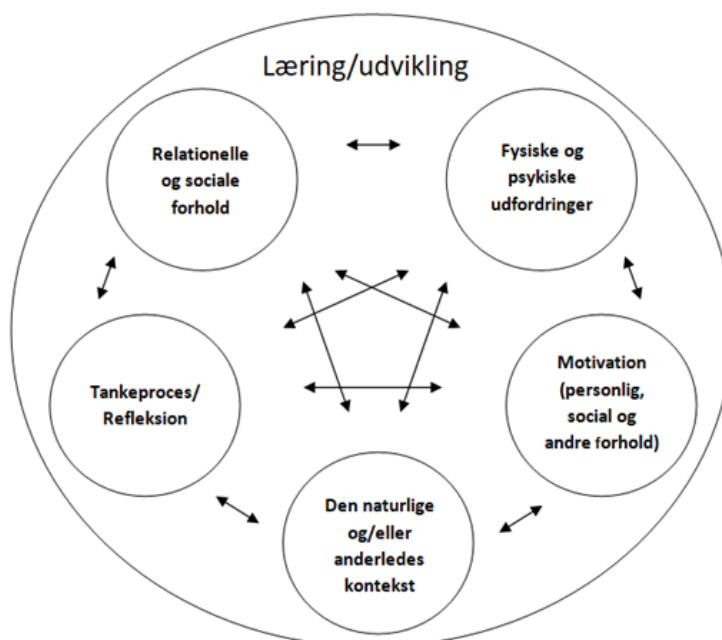 Læring/udvikling
Relationelle
og sociale
forhold
Fysiske og
psykiske
udfordringer
Tankeproces/
Refleksion
Motivation
(personlig,
social og
andre forhold)
Den naturlige
og/eller
anderledes
kontekst